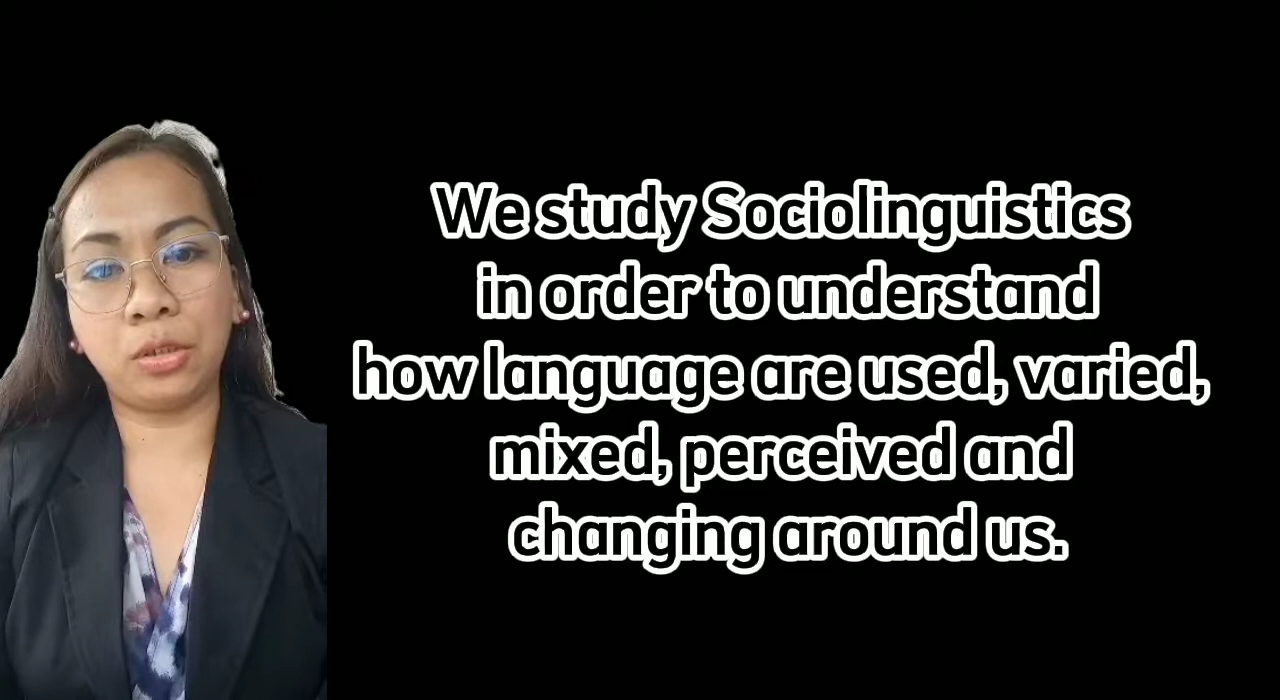 We study Sociolinguistics
in order to understand
how language are used, varied,
mixed, perceived and
changing around us.